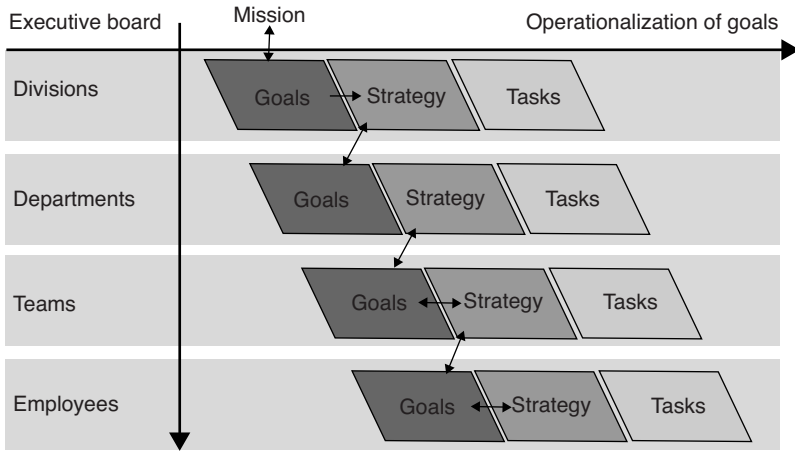 Executive board
Mission
Operationalization of goals
Divisions
Goals
Strategy
Tasks
Departments
Goals
Strategy
Tasks
Teams
Goals
Strategy
Tasks
Employees
Goals
Strategy
Tasks